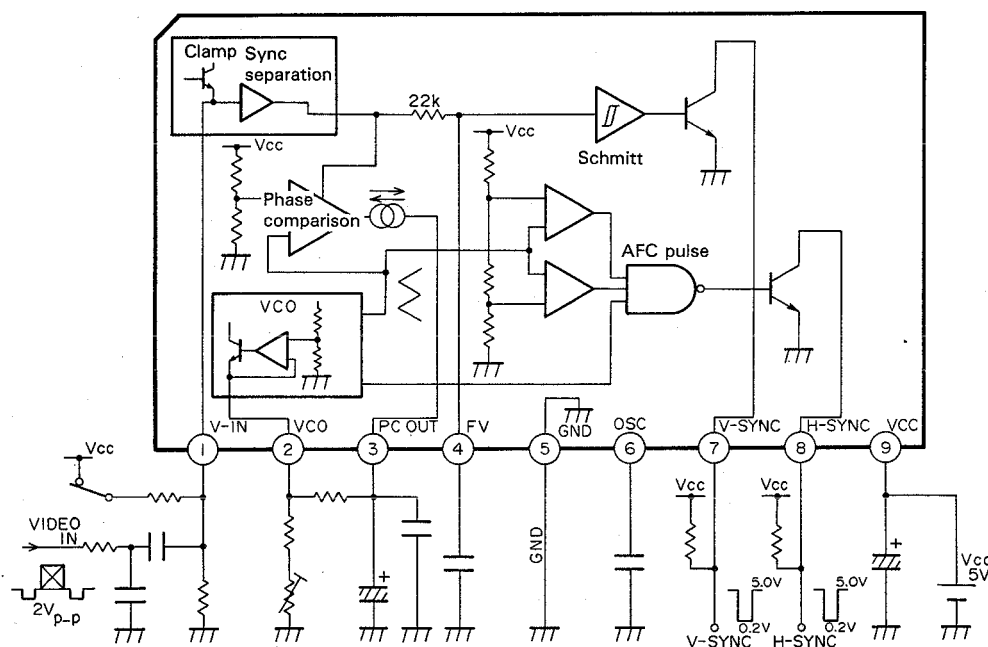 Clamp Sync
separation
22k
Vcc
Vcc
Schmitt
Phase
comparison
AFC pulse
VCO
V-IN
VCO
PC OUT
FV
GND
OSC
V-SYNC
H-SYNC
VCC
1
2
3
4
5
6
7
8
9
Vcc
Vcc
Vcc
VIDEO
IN
2Vp-p
+
GND
5.0V
0.2V
5.0V
0.2V
+
Vcc
5V
V-SYNC
H-SYNC